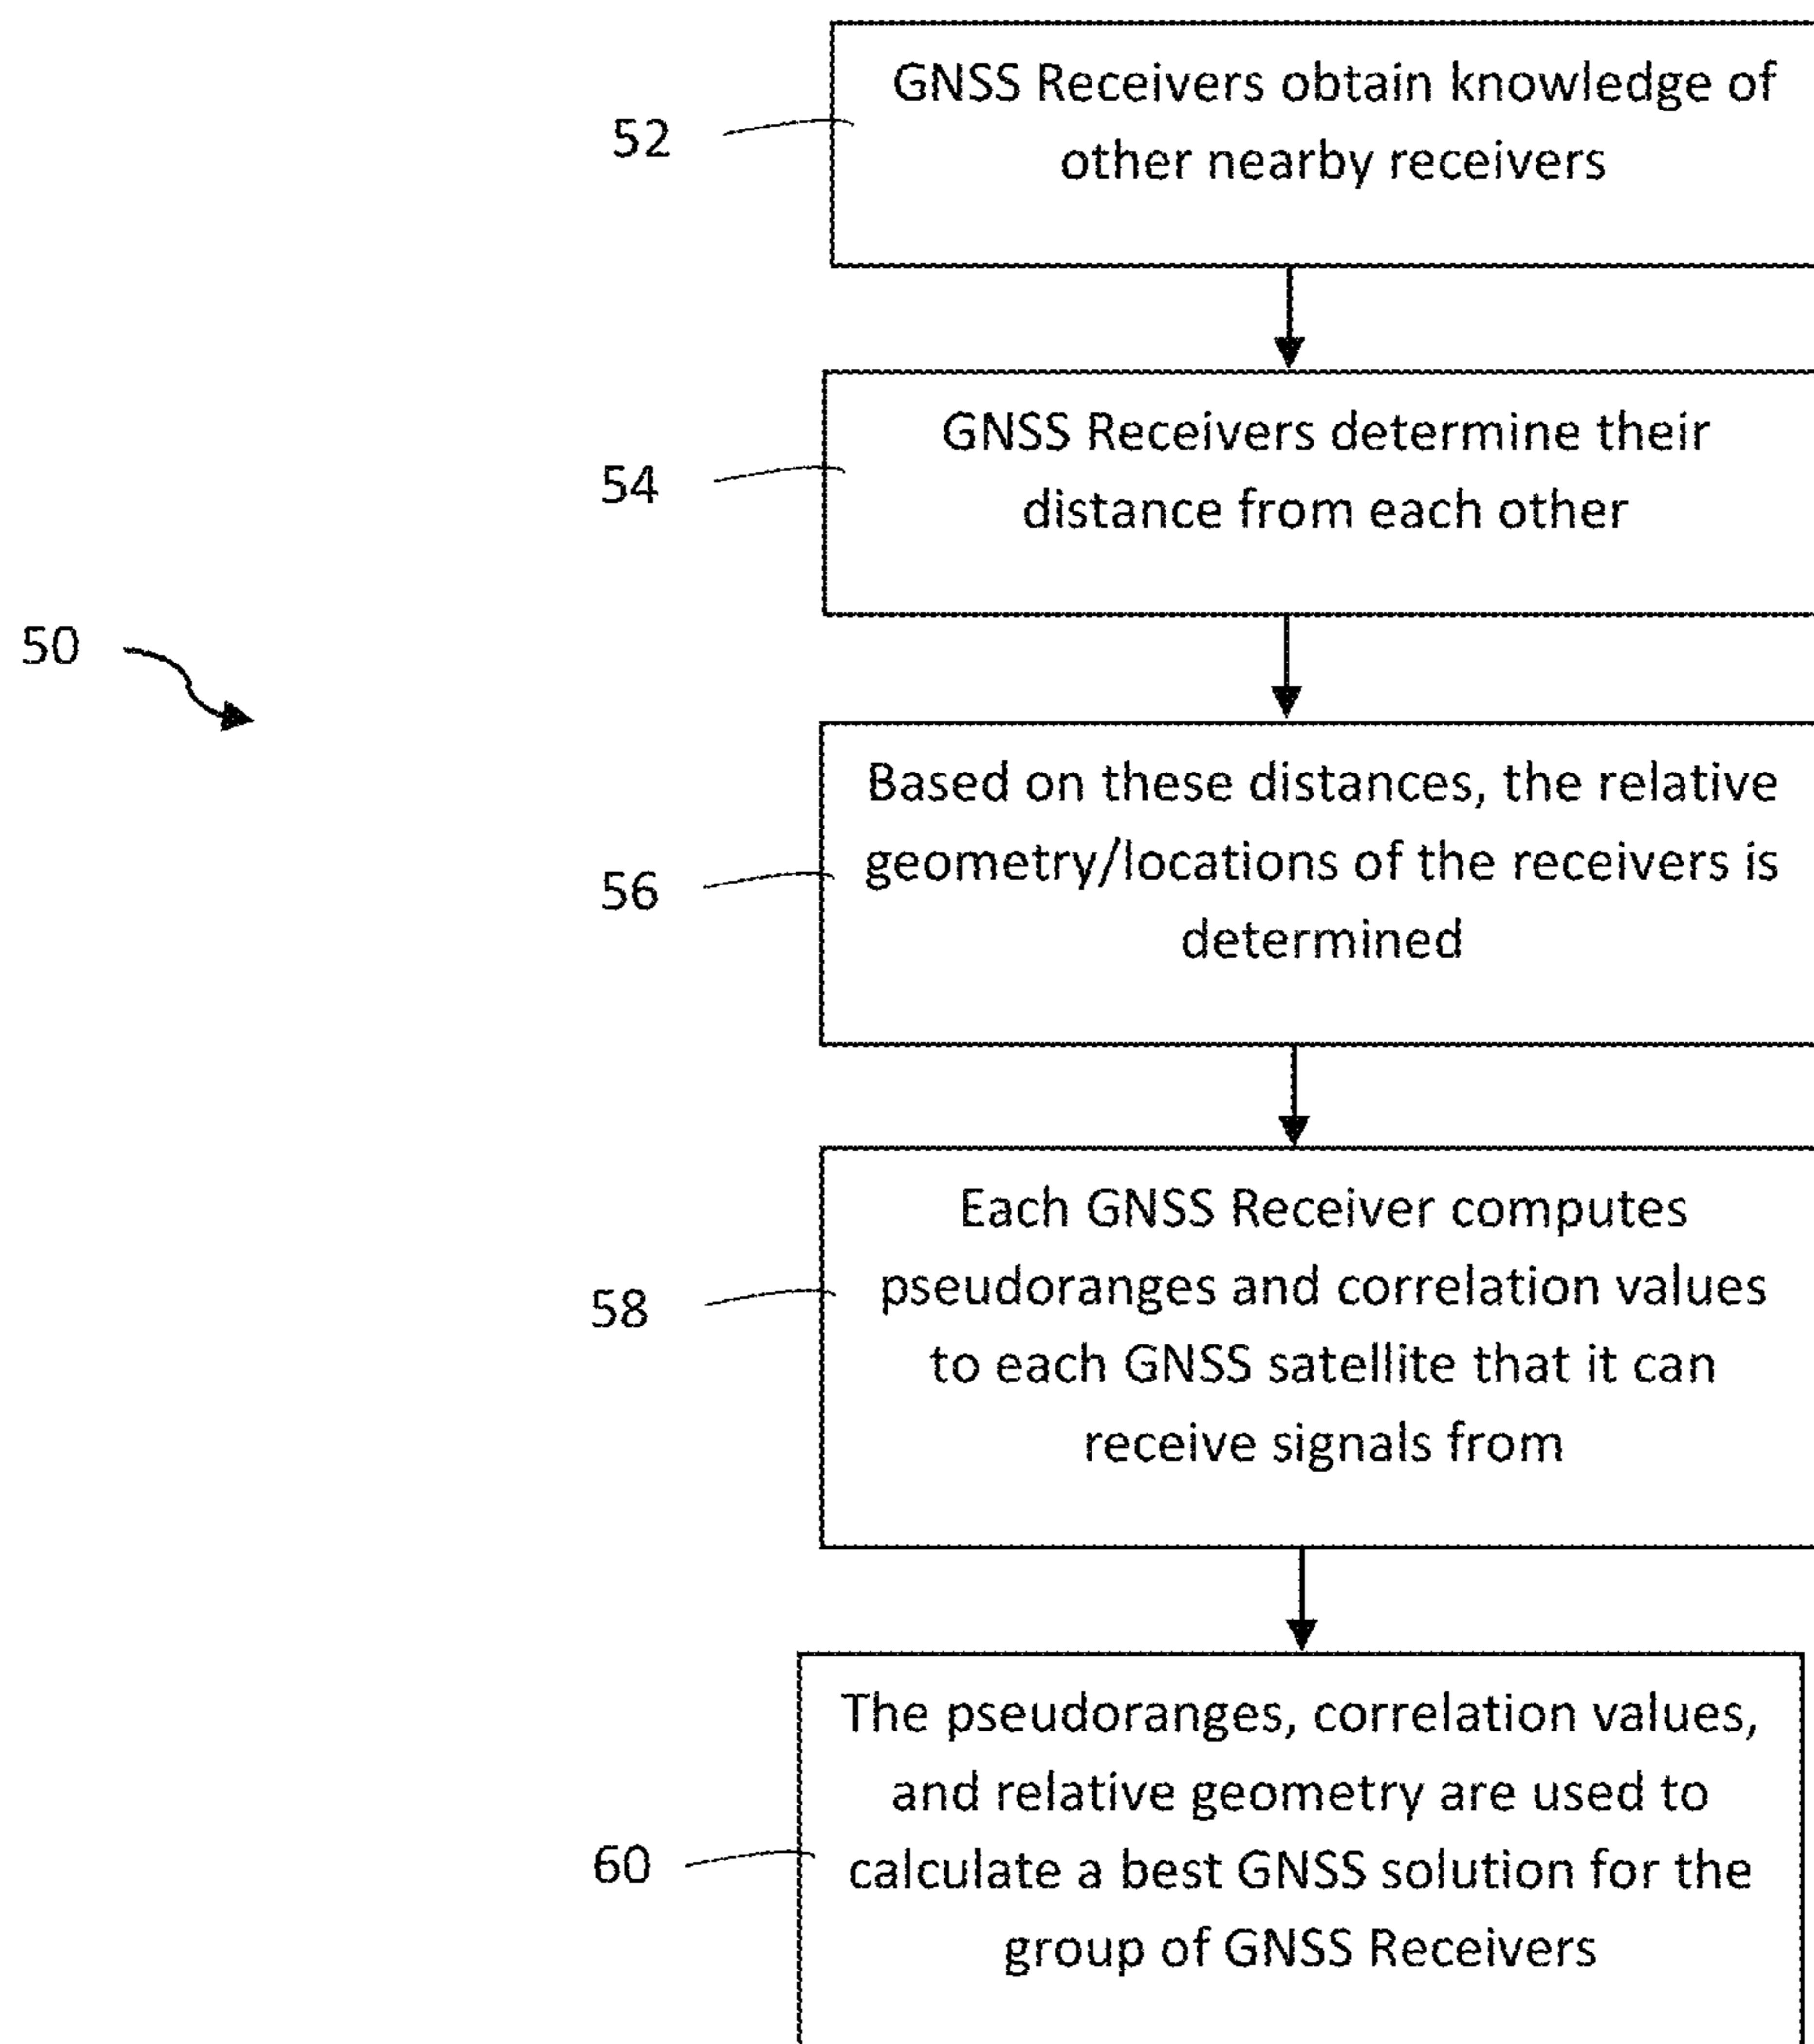 52
GNSS Receivers obtain knowledge of
other nearby receivers
54
GNSS Receivers determine their
distance from each other
50
56
Based on these distances, the relative
geometry/locations of the receivers is
determined
58
Each GNSS Receiver computes
pseudoranges and correlation values
to each GNSS satellite that it can
receive signals from
60
The pseudoranges, correlation values,
and relative geometry are used to
calculate a best GNSS solution for the
group of GNSS Receivers